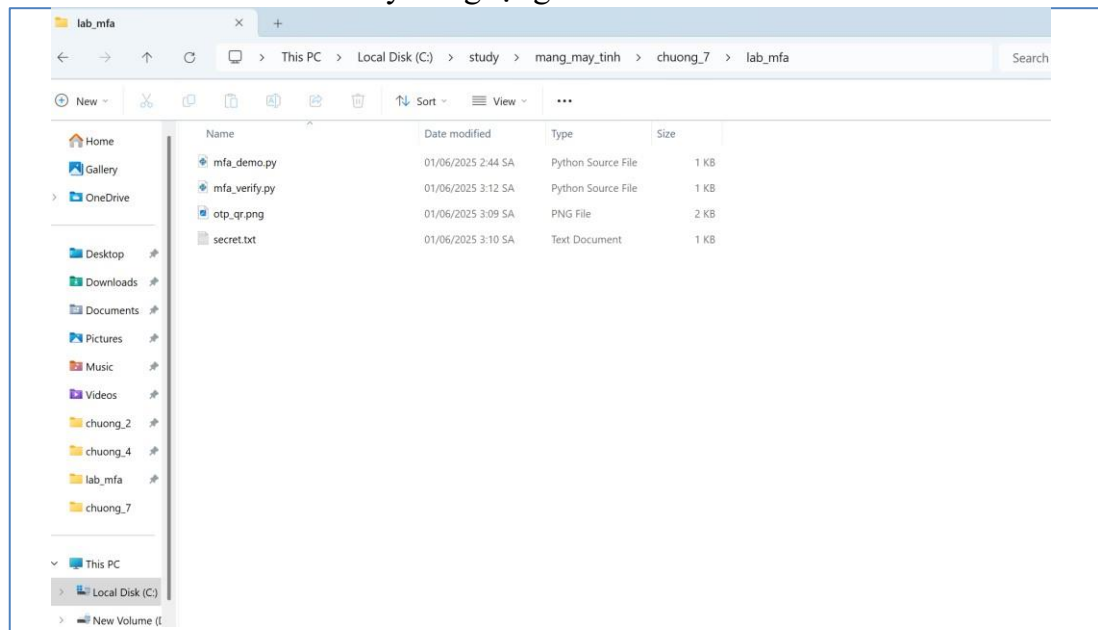 lab_mfa
This PC > Local Disk (C:) > study > mang_may_tinh > chuong_7 > lab_mfa
Search
New
Sort
View
Name Date modified Type Size
mfa_demo.py 01/06/2025 2:44 SA Python Source File 1 KB
mfa_verify.py 01/06/2025 3:12 SA Python Source File 1 KB
otp_qr.png 01/06/2025 3:09 SA PNG File 2 KB
secret.txt 01/06/2025 3:10 SA Text Document 1 KB
Home
Gallery
OneDrive
Desktop
Downloads
Documents
Pictures
Music
Videos
chuong_2
chuong_4
lab_mfa
chuong_7
This PC
Local Disk (C:)
New Volume (